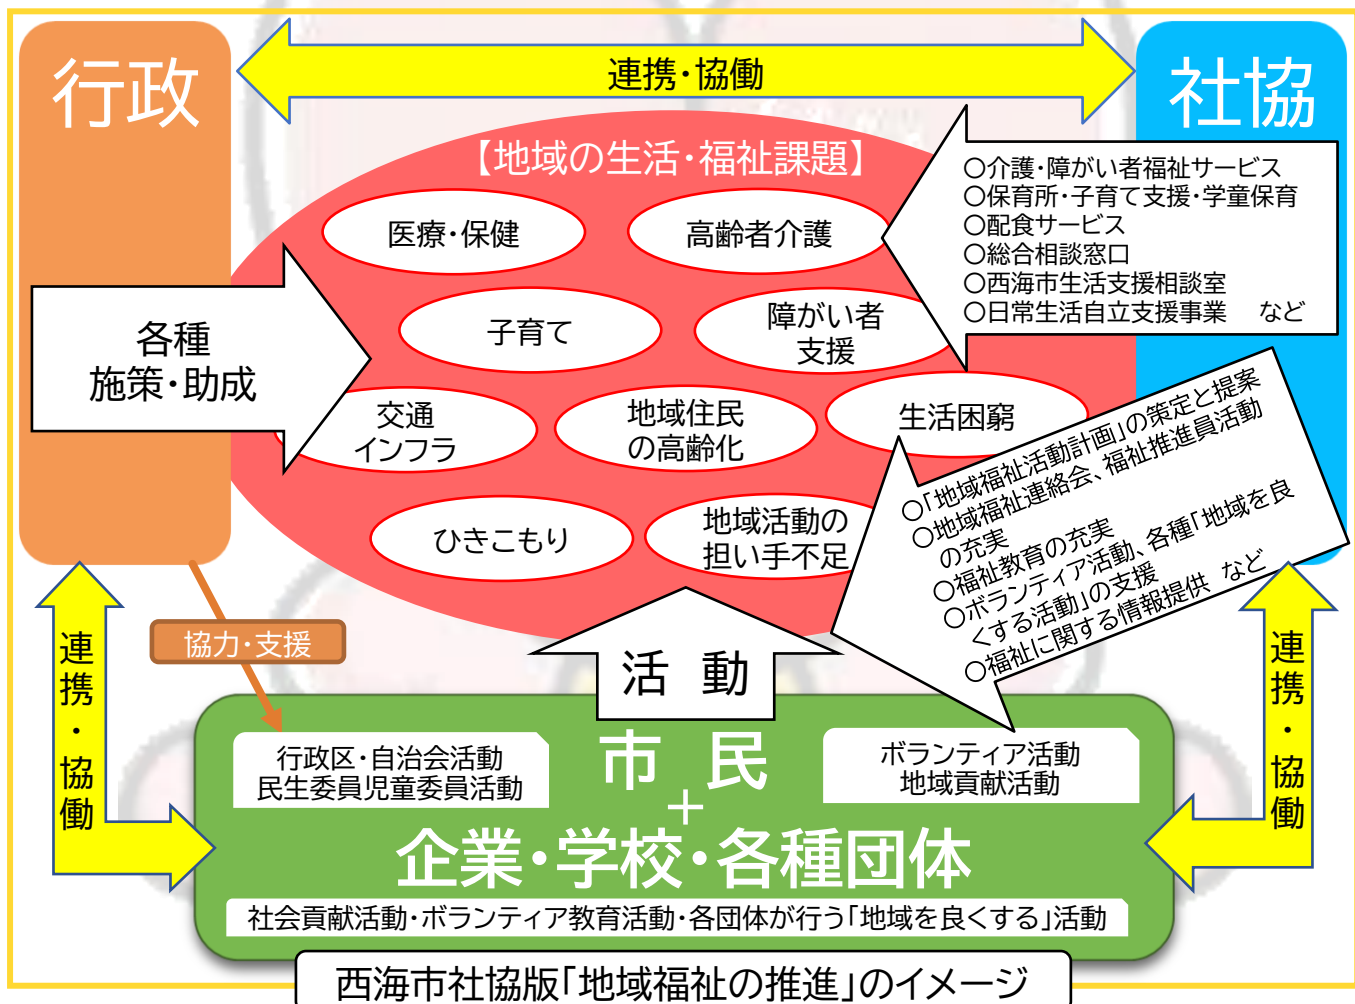 行政
連携・協働
社協
【地域の生活・福祉課題】
医療・保健
高齢者介護
子育て
障がい者
支援
交通
インフラ
地域住民
の高齢化
生活困窮
ひきこもり
地域活動の
担い手不足
各種
施策・助成
〇介護・障がい者福祉サービス
〇保育所・子育て支援・学童保育
〇配食サービス
〇総合相談窓口
〇西海市生活支援相談室
〇日常生活自立支援事業　など
〇「地域福祉活動計画」の策定と提案
〇地域福祉連絡会、福祉推進員活動
の充実
〇福祉教育の充実
〇ボランティア活動、各種「地域を良
くする活動」の支援
〇福祉に関する情報提供　など
連携・協働
協力・支援
活　動
連携・協働
行政区・自治会活動
民生委員児童委員活動
市　民
＋
ボランティア活動
地域貢献活動
企業・学校・各種団体
社会貢献活動・ボランティア教育活動・各団体が行う「地域を良くする」活動
西海市社協版「地域福祉の推進」のイメージ